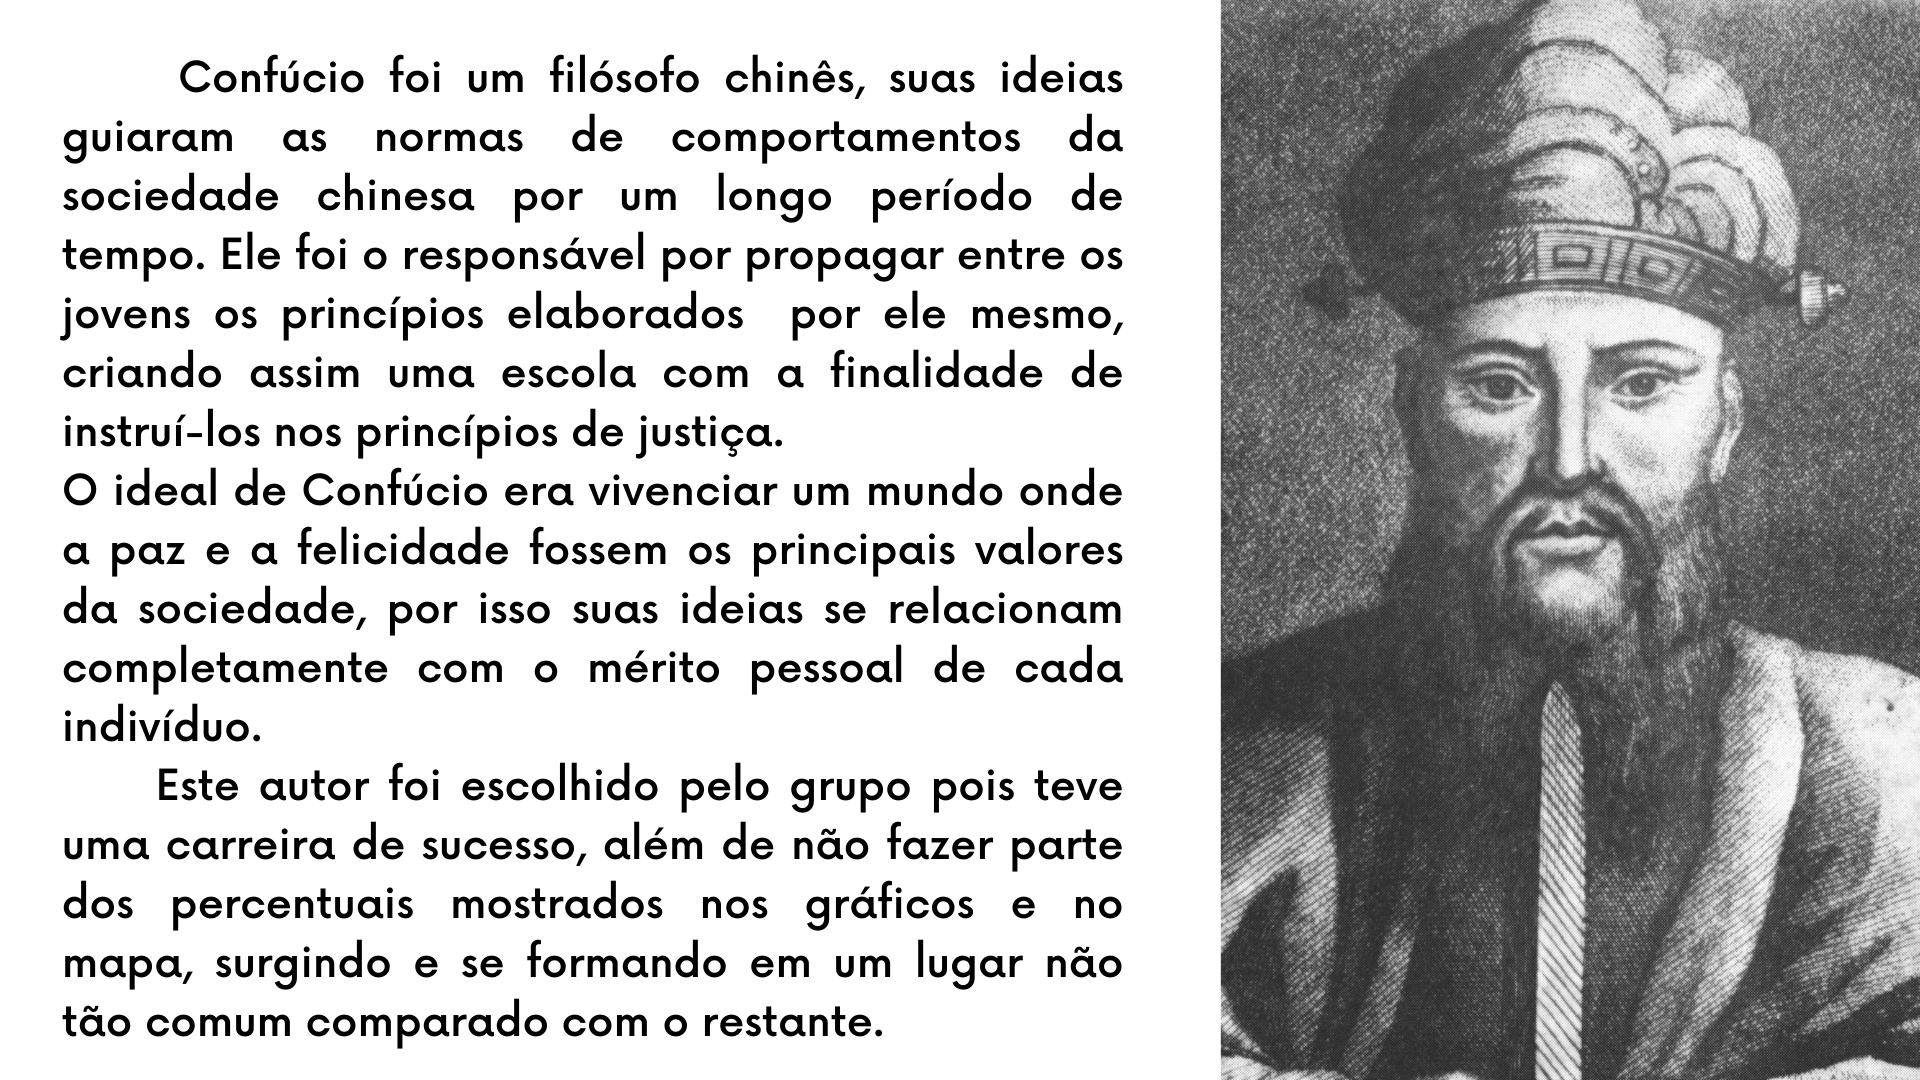 Confúcio foi um filósofo chinês, suas ideias
guiaram as normas de comportamentos da
sociedade chinesa por um longo período de
tempo. Ele foi o responsável por propagar entre os
jovens os princípios elaborados por ele mesmo,
criando assim uma escola com a finalidade de
instruí-los nos princípios de justiça.
O ideal de Confúcio era vivenciar um mundo onde
a paz e a felicidade fossem os principais valores
da sociedade, por isso suas ideias se relacionam
completamente com o mérito pessoal de cada
indivíduo.
Este autor foi escolhido pelo grupo pois teve
uma carreira de sucesso, além de não fazer parte
dos percentuais mostrados nos gráficos e no
mapa, surgindo e se formando em um lugar não
tão comum comparado com o restante.